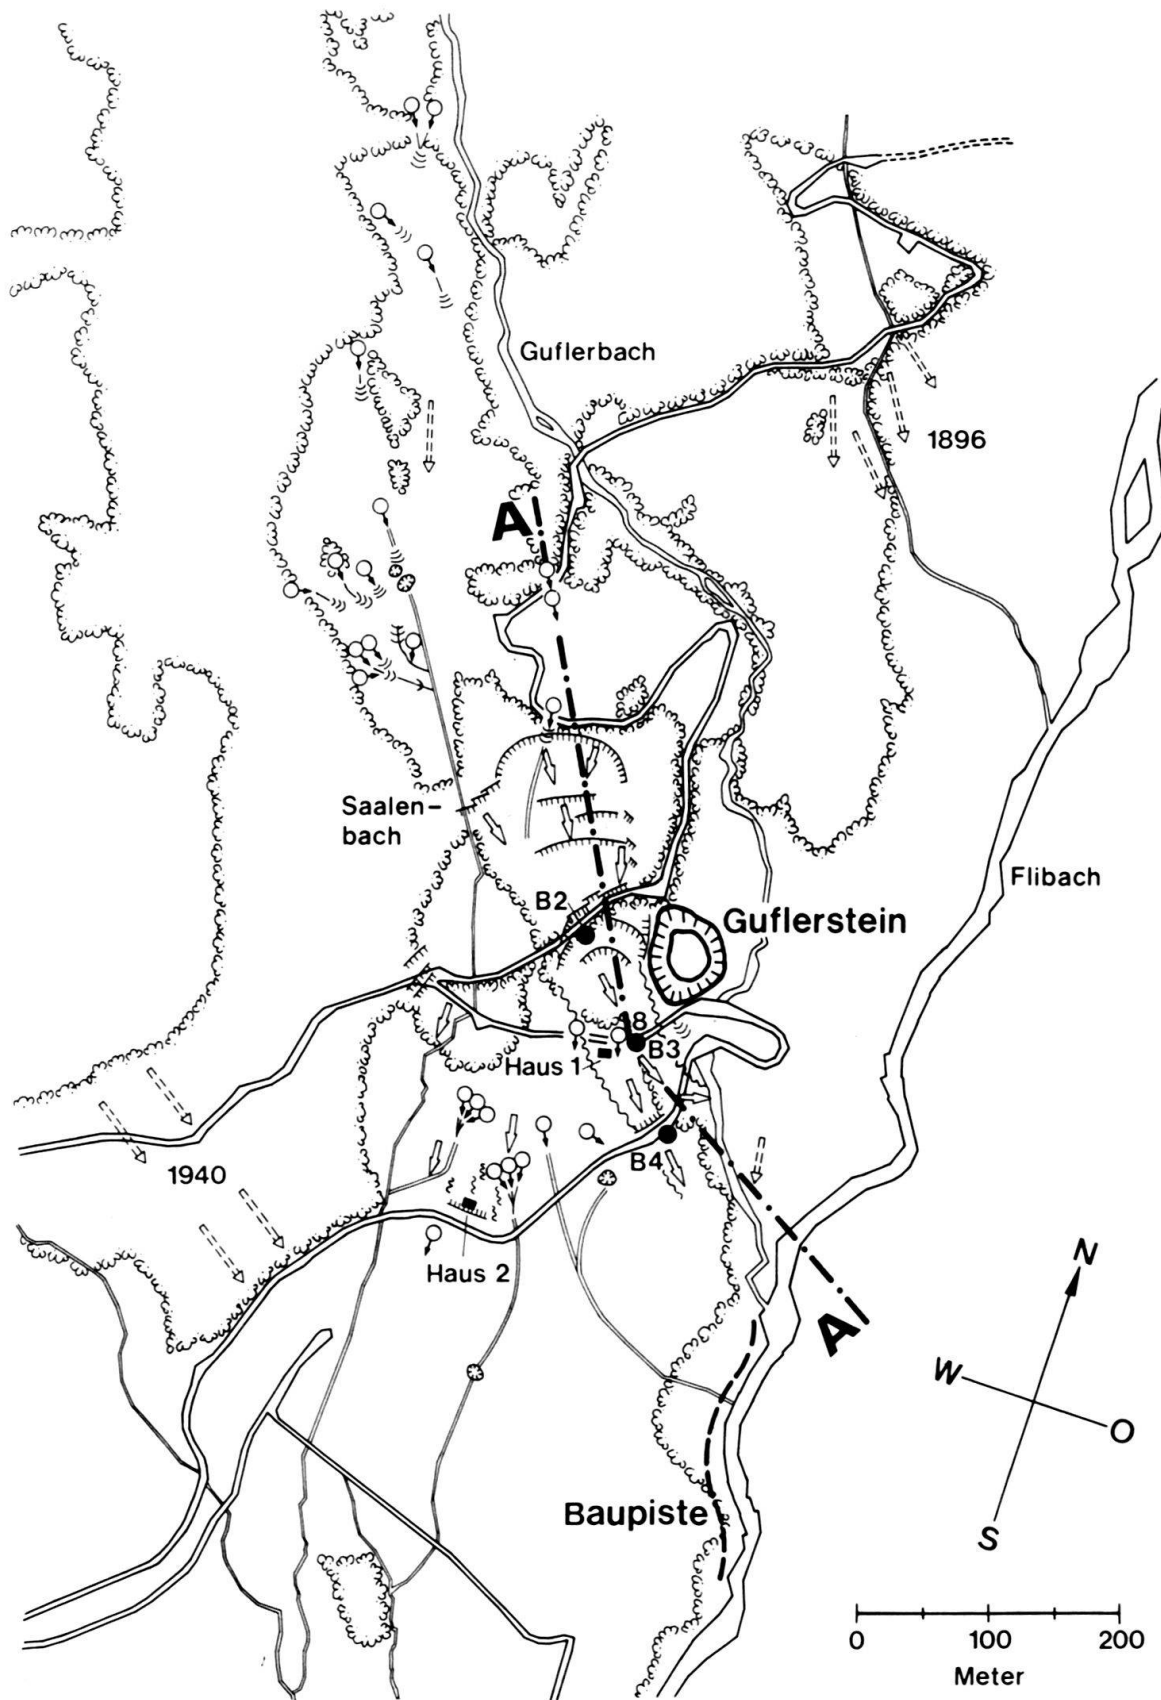 Guflerbach
1896
A
Saalen-
bach
Flibach
B2
Guflerstein
8
B3
Haus 1
B4
1940
Haus 2
N
A
W
O
Baupiste
S
0 100 200
Meter